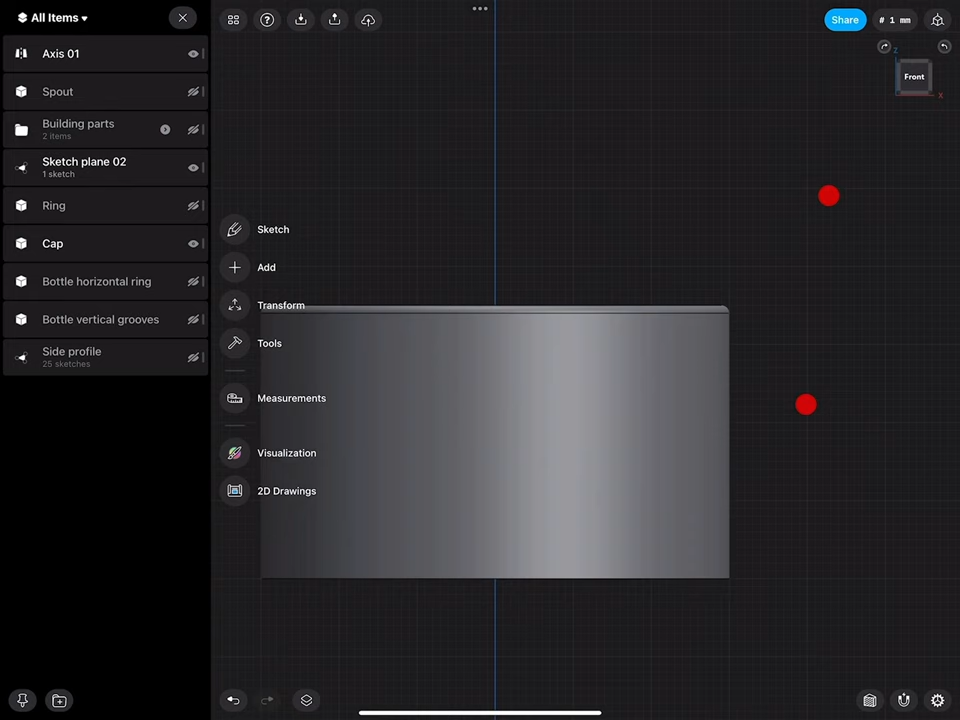 All Items
Axis 01
Spout
Building parts
2 items
Sketch plane 02
1 sketch
Ring
Cap
Bottle horizontal ring
Bottle vertical grooves
Side profile
25 sketches
Sketch
Add
Transform
Tools
Measurements
Visualization
2D Drawings
Share
# 1 mm
Z
Front
X